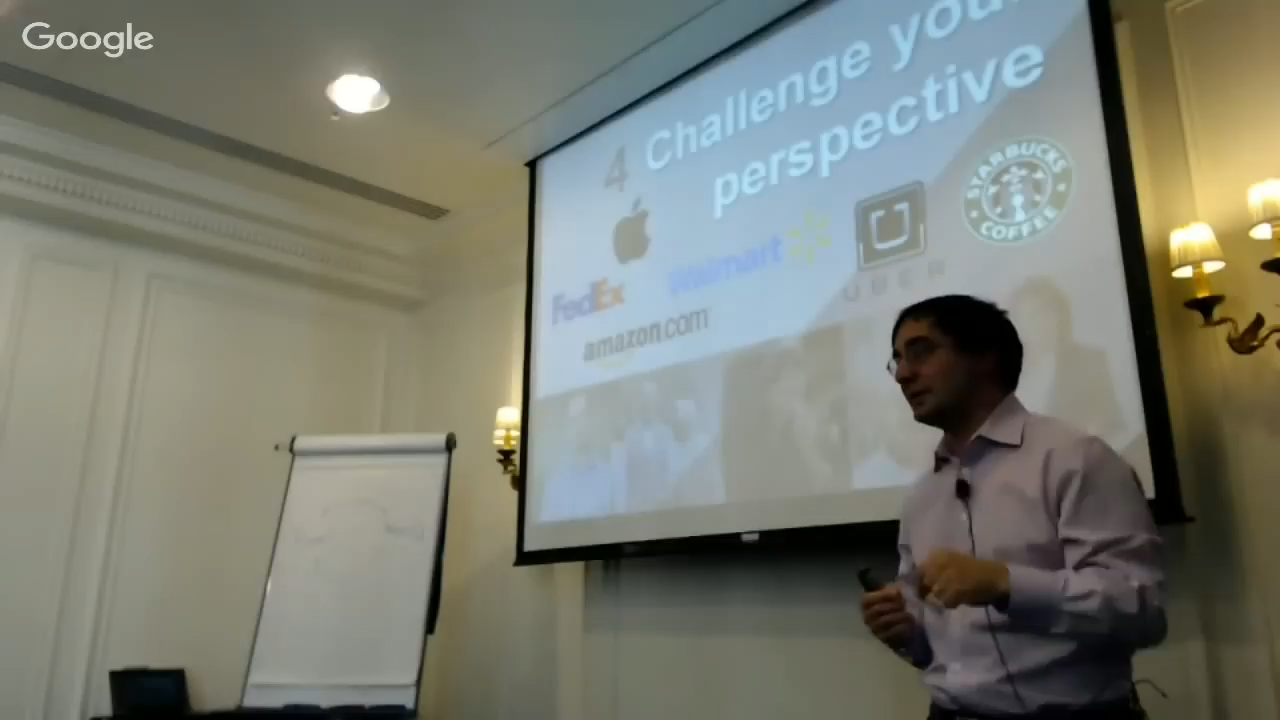 Google
4 Challenge your
perspective
STARBUCKS
COFFEE
Walmart
UBER
FedEx
amazon.com